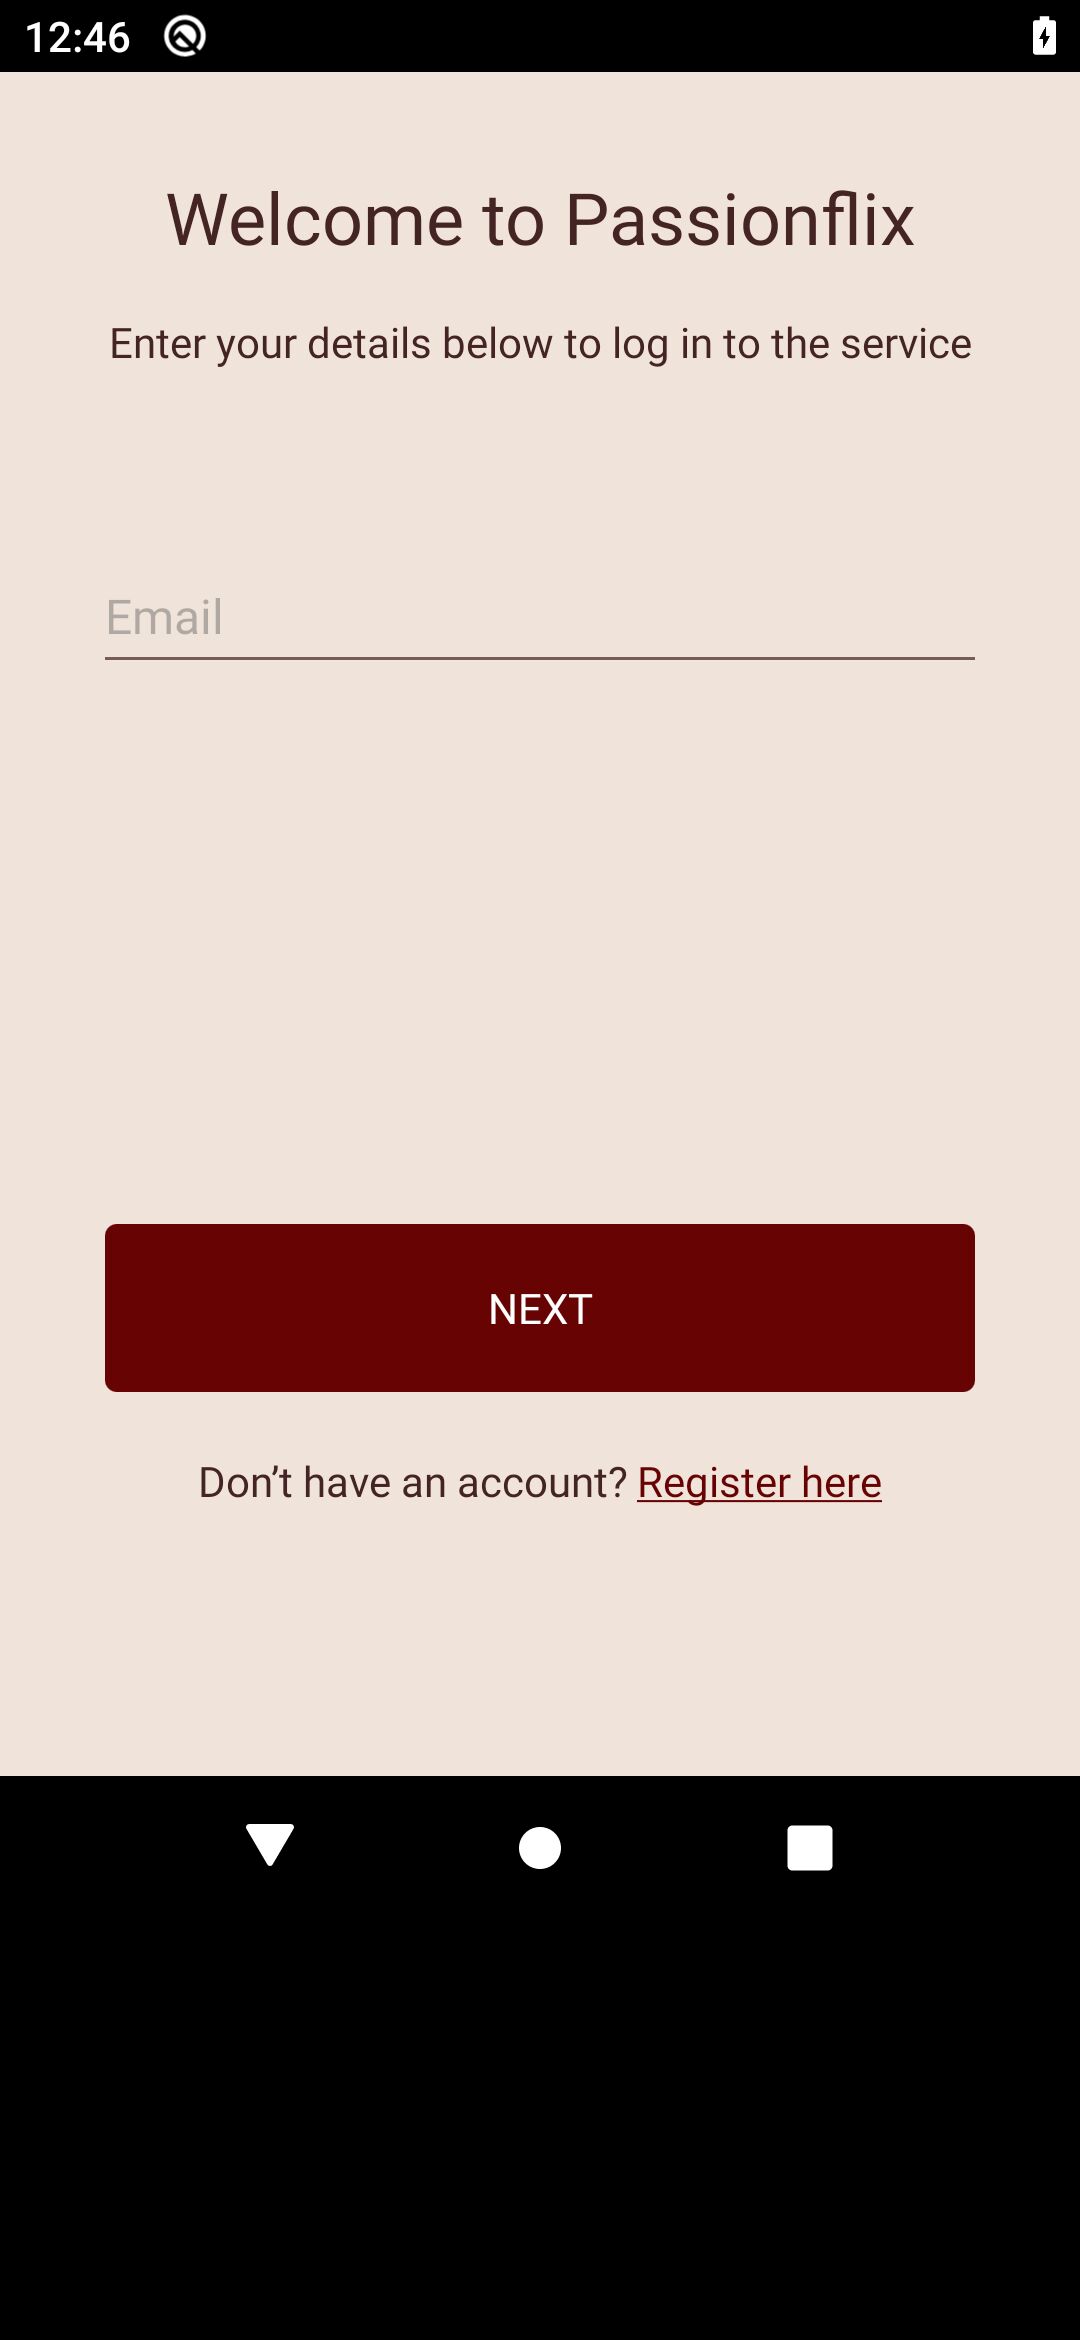 12:46
Welcome to Passionflix
Enter your details below to log in to the service
Email
NEXT
Don’t have an account? Register here